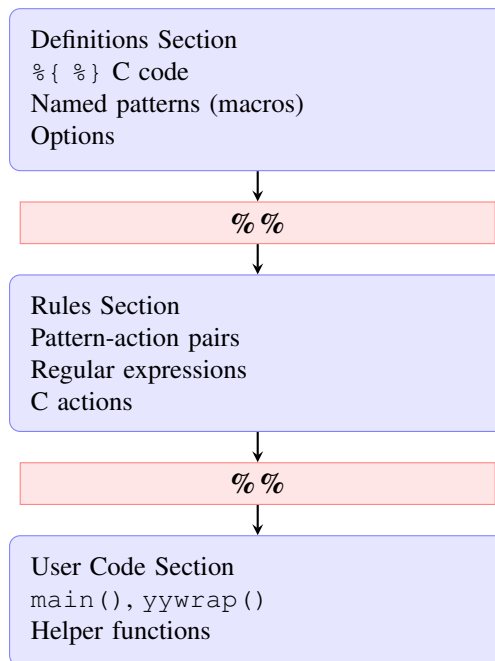 Definitions Section
%{ %} C code
Named patterns (macros)
Options
%%
Rules Section
Pattern-action pairs
Regular expressions
C actions
%%
User Code Section
main(), yywrap()
Helper functions